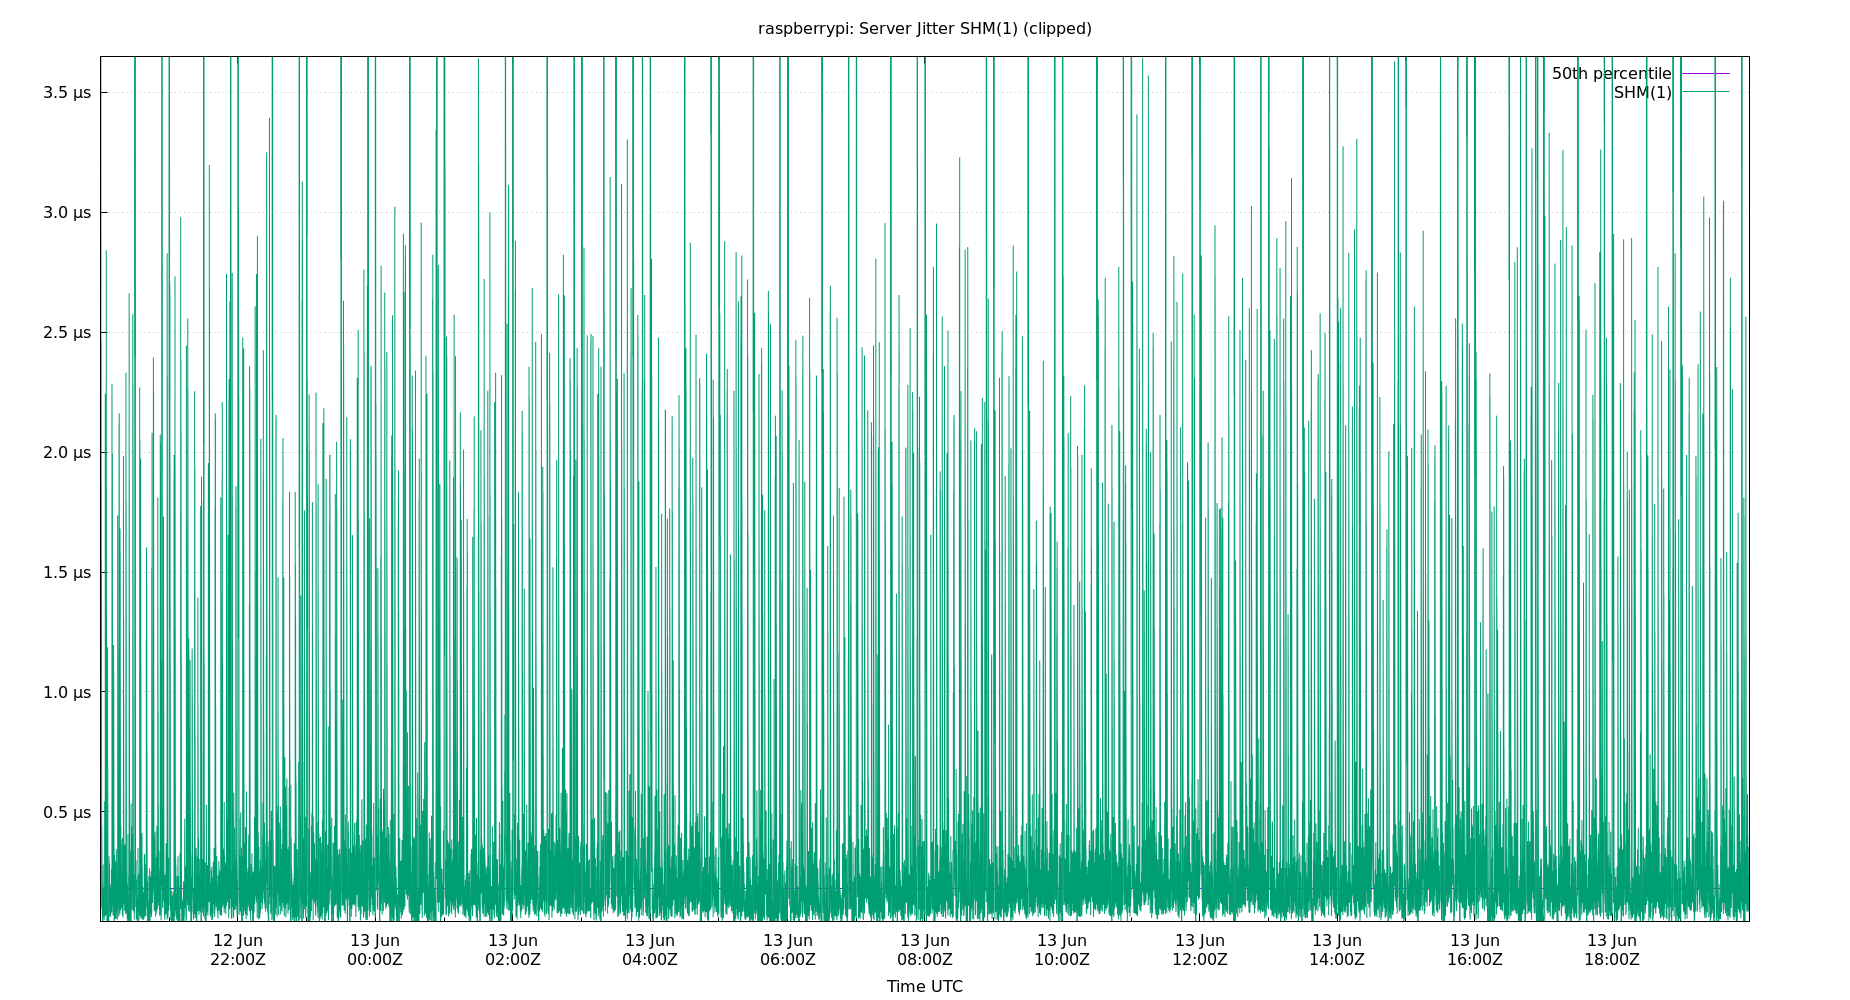 raspberrypi: Server Jitter SHM(1) (clipped)
50th percentile
SHM(1)
3.5 µs
3.0 µs
2.5 µs
2.0 µs
1.5 µs
1.0 µs
0.5 µs
12 Jun 13 Jun 13 Jun 13 Jun 13 Jun 13 Jun 13 Jun 13 Jun 13 Jun 13 Jun 13 Jun
22:00Z 00:00Z 02:00Z 04:00Z 06:00Z 08:00Z 10:00Z 12:00Z 14:00Z 16:00Z 18:00Z
Time UTC